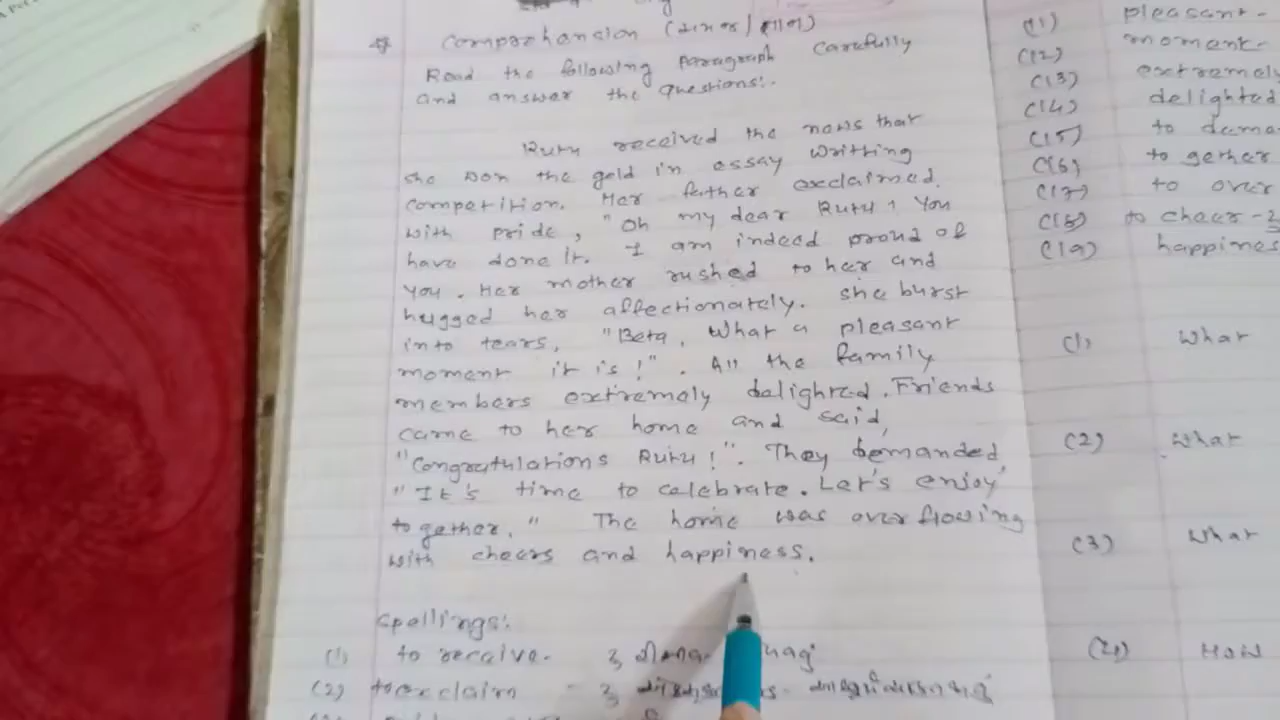 Comprehension
Read the following paragraph carefully
and answer the questions:-
Rutu received the news that
she won the gold in essay writting
competition. Her father exclaimed
with pride, "Oh my dear Rutu, You
have done it. I am indeed proud of
you. Her mother rushed to her and
hugged her affectionately. She burst
into tears, "Beta, What a pleasant
moment it is!". All the family
members extremely delighted. Friends
came to her home and said,
"Congratulations Rutu!". They demanded
"It's time to celebrate. Let's enjoy
together." The home was overflowing
with cheers and happiness.
Spellings:
(1) to receive.
(2) to exclaim -
(1) pleasant-
(12) moment-
(13) extremely
(14) delighted
(15) to dema
(16) to gether
(17) to over
(18) to cheer -
(19) happines
(1) What
(2) What
(3) What
How